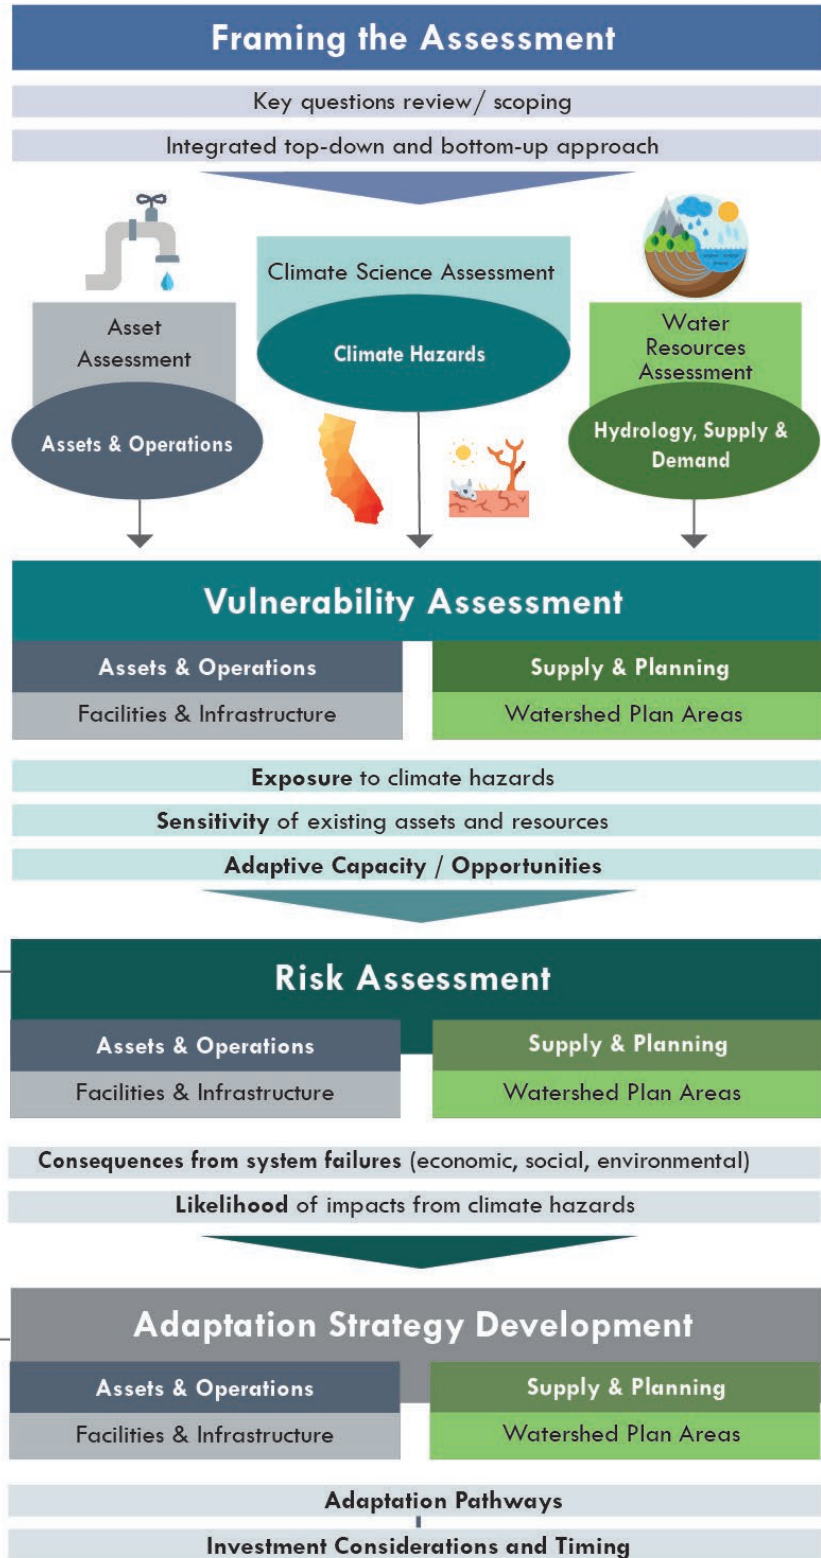 Framing the Assessment
Key questions review/ scoping
Integrated top-down and bottom-up approach
Asset
Assessment
Assets & Operations
Climate Science Assessment
Climate Hazards
Water
Resources
Assessment
Hydrology, Supply &
Demand
Vulnerability Assessment
Assets & Operations
Facilities & Infrastructure
Supply & Planning
Watershed Plan Areas
Exposure to climate hazards
Sensitivity of existing assets and resources
Adaptive Capacity / Opportunities
Risk Assessment
Assets & Operations
Facilities & Infrastructure
Supply & Planning
Watershed Plan Areas
Consequences from system failures (economic, social, environmental)
Likelihood of impacts from climate hazards
Adaptation Strategy Development
Assets & Operations
Facilities & Infrastructure
Supply & Planning
Watershed Plan Areas
Adaptation Pathways
Investment Considerations and Timing